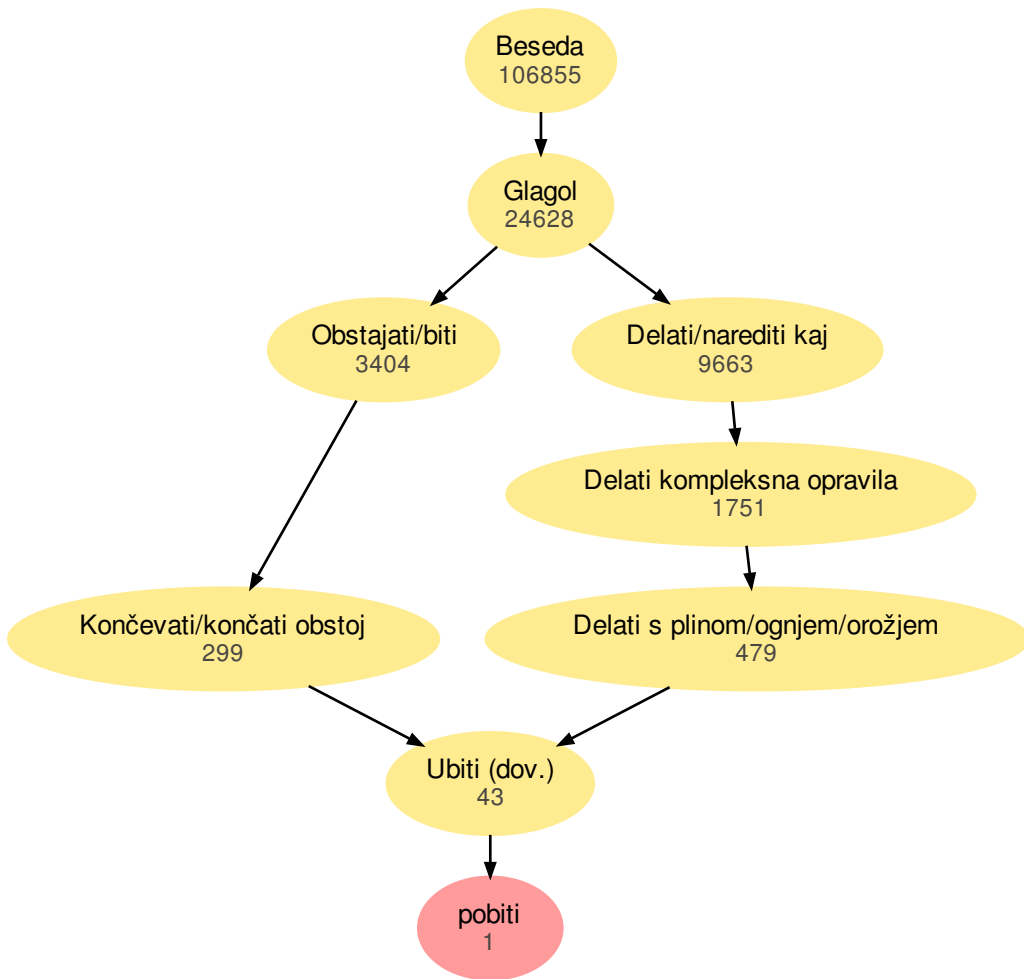 Beseda
106855
Glagol
24628
Obstajati/biti
3404
Delati/narediti kaj
9663
Delati kompleksna opravila
1751
Končevati/končati obstoj
299
Delati s plinom/ognjem/orožjem
479
Ubiti (dov.)
43
pobiti
1